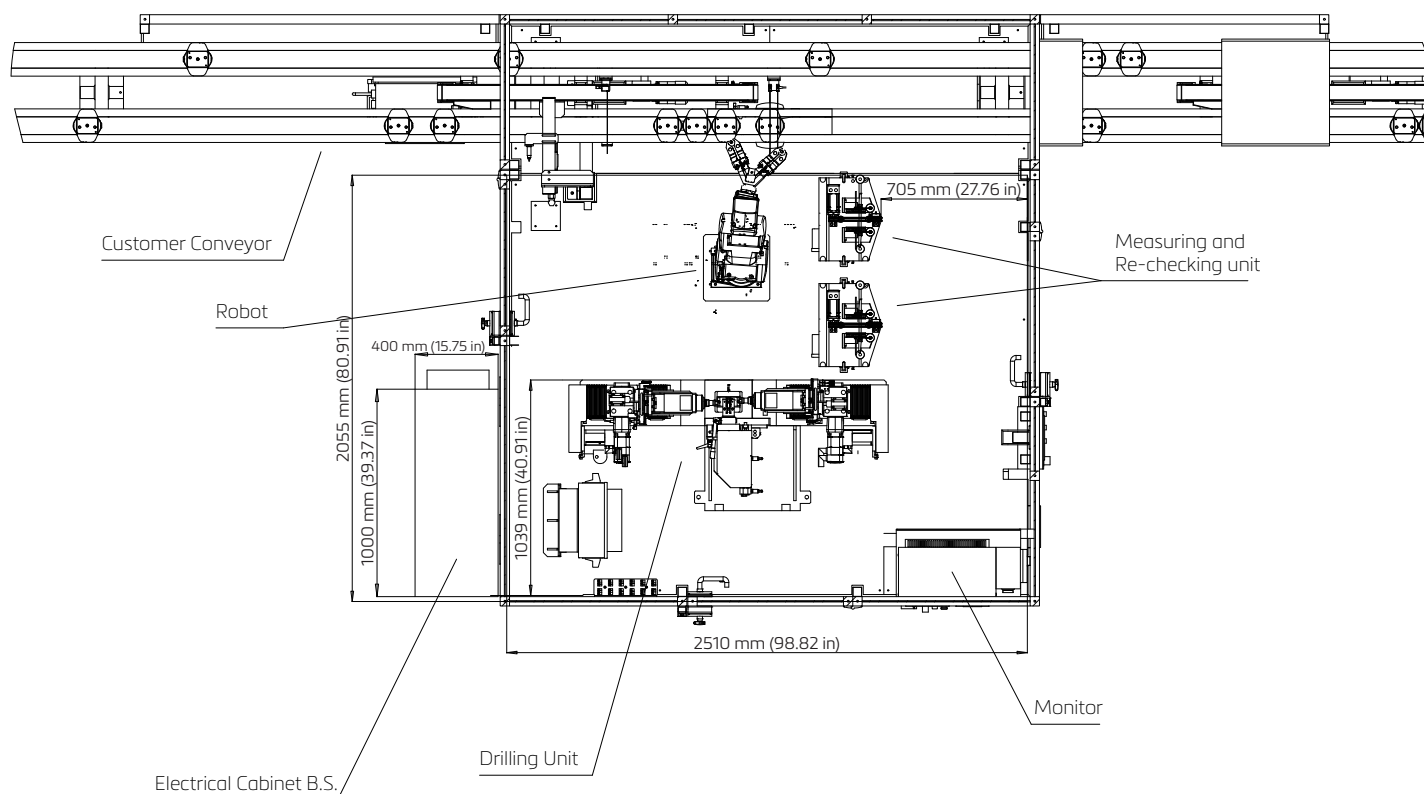 705 mm (27.76 in)
Customer Conveyor
Measuring and
Re-checking unit
Robot
2055 mm (80.91 in)
400 mm (15.75 in)
1000 mm (39.37 in)
1039 mm (40.91 in)
2510 mm (98.82 in)
Monitor
Drilling Unit
Electrical Cabinet B.S.